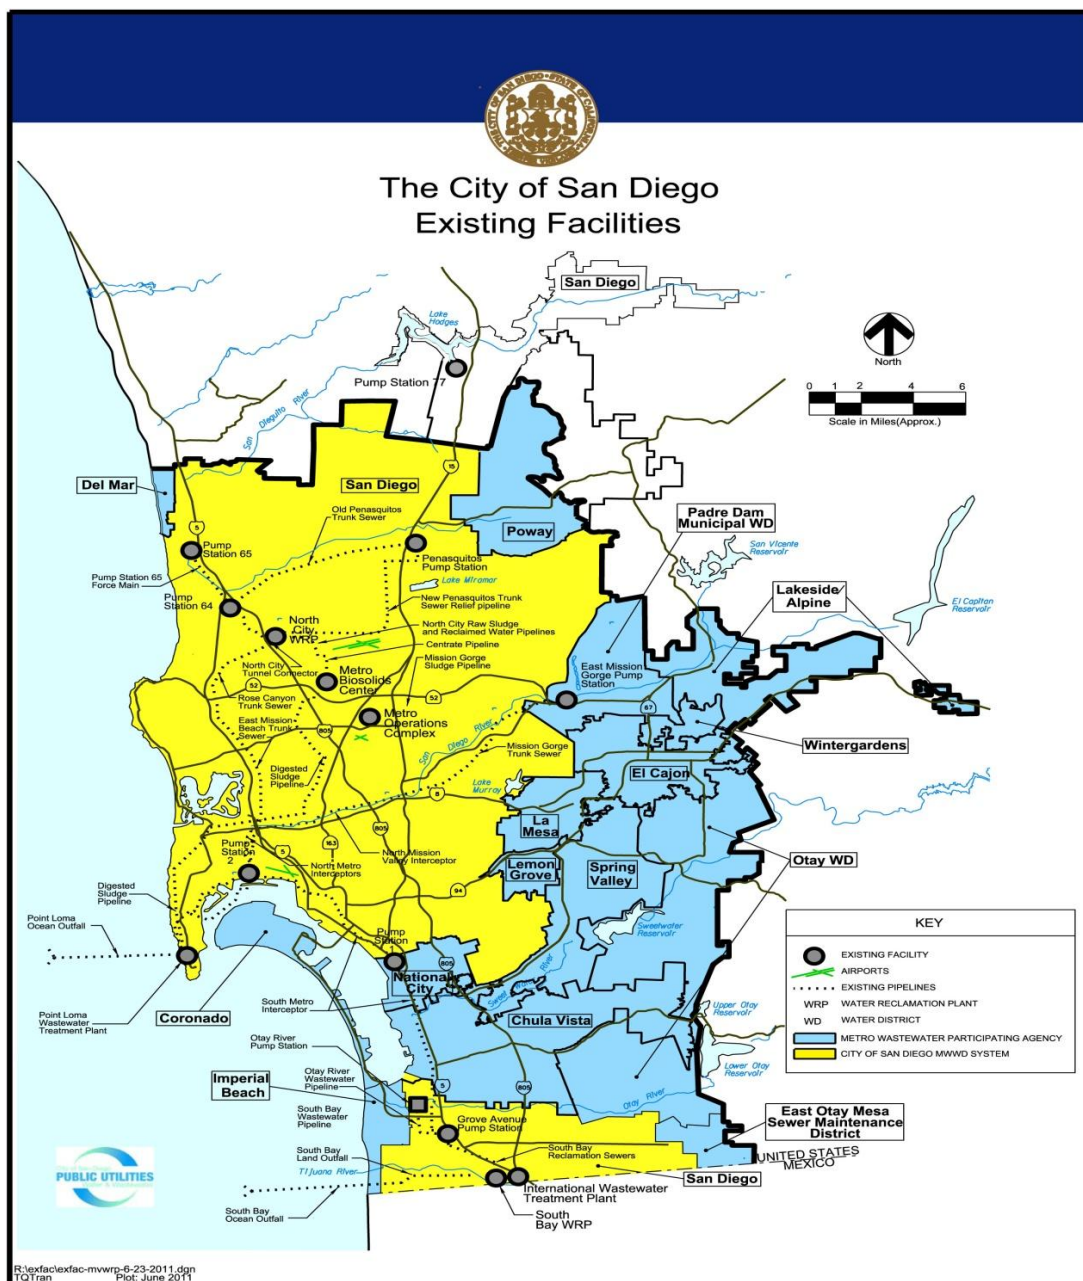 THE CITY OF SAN DIEGO • STATE OF CALIFORNIA
The City of San Diego
Existing Facilities
San Diego
Lake
Hodges
North
Pump Station 77
0 1 2 4 6
Scale in Miles(Approx.)
San Dieguito River
15
Del Mar
San Diego
Old Penasquitos
Trunk Sewer
Poway
Padre Dam
Municipal WD
5
Pump
Station 65
Penasquitos
Pump Station
San Vicente
Reservoir
Pump Station 65
Force Main
Lake Miramar
Lakeside
Alpine
El Capitan
Reservoir
Pump
Station 64
New Penasquitos Trunk
Sewer Relief pipeline
North
City
WRP
North City Raw Sludge
and Reclaimed Water Pipelines
Centrate Pipeline
Mission Gorge
Sludge Pipeline
North City
Tunnel Connector
Metro
Biosolids
Center
East Mission
Gorge Pump
Station
52
52
67
Rose Canyon
Trunk Sewer
Metro
Operations
Complex
East Mission
Beach Trunk
Sewer
805
San Diego River
Mission Gorge
Trunk Sewer
Wintergardens
Digested
Sludge
Pipeline
Lake
Murray
El Cajon
8
La
Mesa
805
163
Pump
Station
2
5
North Mission
Valley Interceptor
North Metro
Interceptors
Lemon
Grove
Spring
Valley
Otay WD
94
Digested
Sludge
Pipeline
Point Loma
Ocean Outfall
Sweetwater
Reservoir
KEY
Pump
Station
EXISTING FACILITY
805
AIRPORTS
National
City
805
EXISTING PIPELINES
South Metro
Interceptor
WRP WATER RECLAMATION PLANT
WD WATER DISTRICT
Point Loma
Wastewater
Treatment Plant
Coronado
Chula Vista
Upper Otay
Reservoir
METRO WASTEWATER PARTICIPATING AGENCY
CITY OF SAN DIEGO MWWD SYSTEM
Otay River
Pump Station
Lower Otay
Reservoir
Otay River
Wastewater
Pipeline
Imperial
Beach
5
805
Otay River
South Bay
Wastewater
Pipeline
Grove Avenue
Pump Station
East Otay Mesa
Sewer Maintenance
District
South Bay
Reclamation Sewers
UNITED STATES
MEXICO
South Bay
Land Outfall
Tijuana River
San Diego
International Wastewater
Treatment Plant
South
Bay WRP
South Bay
Ocean Outfall
PUBLIC UTILITIES
R:\exfac\exfac-mvwrp-6-23-2011.dgn
TQTran Plot: June 2011